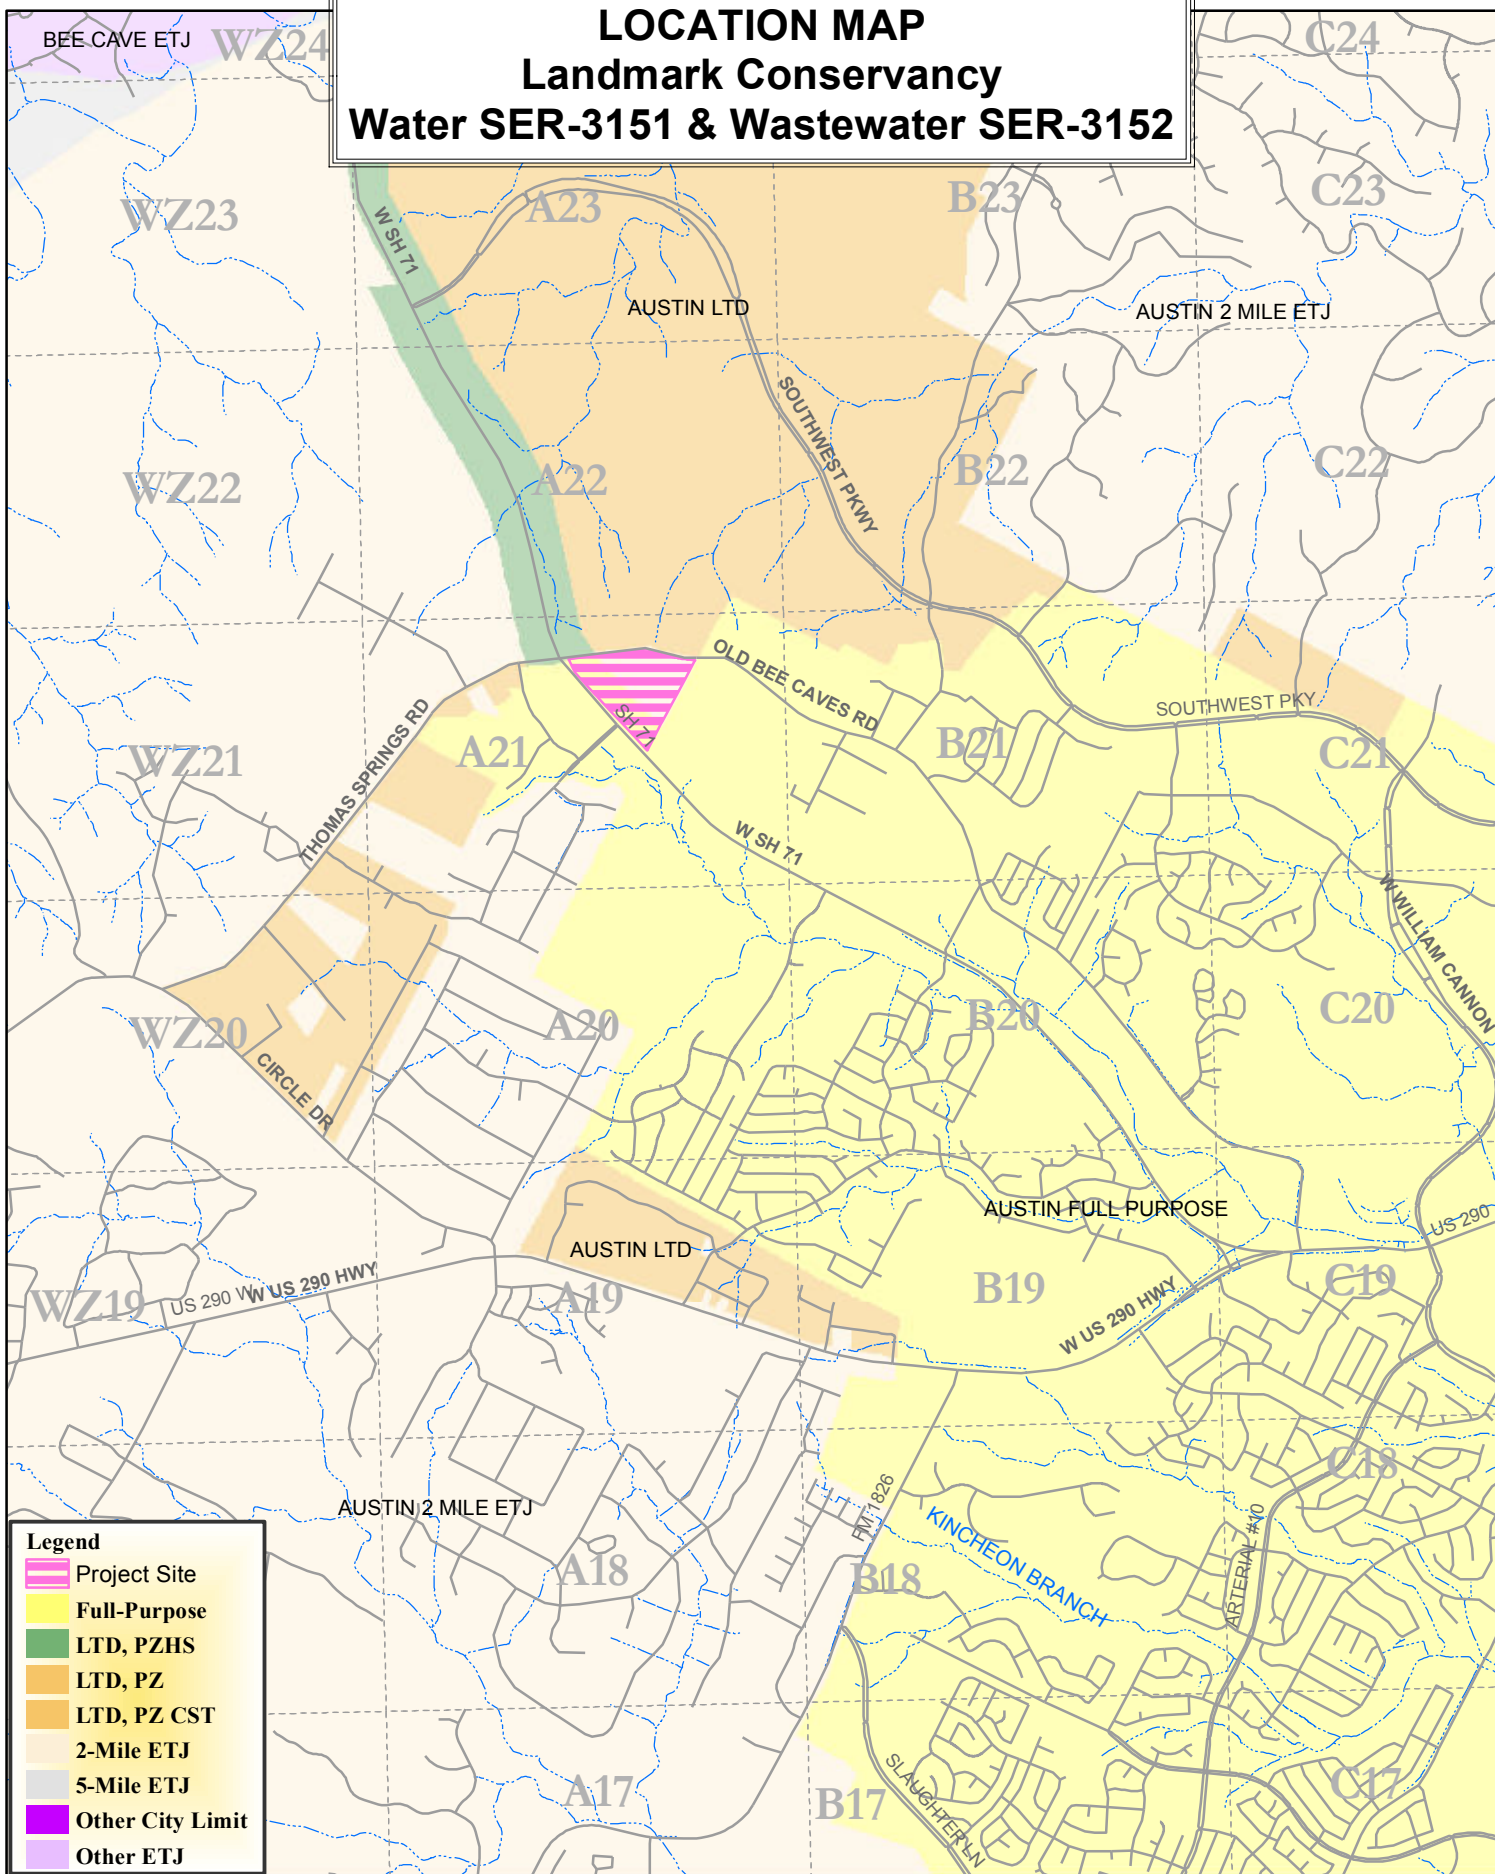 LOCATION MAP
Landmark Conservancy
Water SER-3151 & Wastewater SER-3152
BEE CAVE ETJ
WZ24
C24
WZ23
W SH 71
A23
B23
C23
AUSTIN LTD
AUSTIN 2 MILE ETJ
SOUTHWEST PKWY
WZ22
A22
B22
C22
OLD BEE CAVES RD
THOMAS SPRINGS RD
SH 71
SOUTHWEST PKY
WZ21
A21
B21
C21
W SH 71
W WILLIAM CANNON
WZ20
A20
B20
C20
CIRCLE DR
AUSTIN FULL PURPOSE
US 290
AUSTIN LTD
WZ19
US 290 W
W US 290 HWY
A19
B19
C19
W US 290 HWY
AUSTIN 2 MILE ETJ
FM 1826
C18
KINCHEON BRANCH
ARTERIAL #10
A18
B18
A17
B17
C17
SLAUGHTER LN
Legend
Project Site
Full-Purpose
LTD, PZHS
LTD, PZ
LTD, PZ CST
2-Mile ETJ
5-Mile ETJ
Other City Limit
Other ETJ